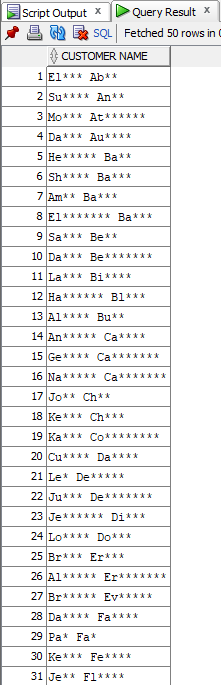 Script Output × Query Result ×
SQL Fetched 50 rows in 0
CUSTOMER NAME
1 El*** Ab**
2 Su**** An**
3 Mo*** At******
4 Da*** Au****
5 He***** Ba**
6 Sh**** Ba***
7 Am** Ba***
8 El******* Ba***
9 Sa*** Be**
10 Da*** Be*******
11 La*** Bi****
12 Ha****** Bl***
13 Al**** Bu**
14 An***** Ca****
15 Ge**** Ca*******
16 Na***** Ca*******
17 Jo** Ch**
18 Ke*** Ch***
19 Ka*** Co********
20 Cu**** Da****
21 Le* De*****
22 Ju*** De*******
23 Je****** Di***
24 Lo**** Do***
25 Br*** Er***
26 Al***** Er*******
27 Br***** Ev*****
28 Da**** Fa****
29 Pa* Fa*
30 Ke*** Fe****
31 Je** Fl****